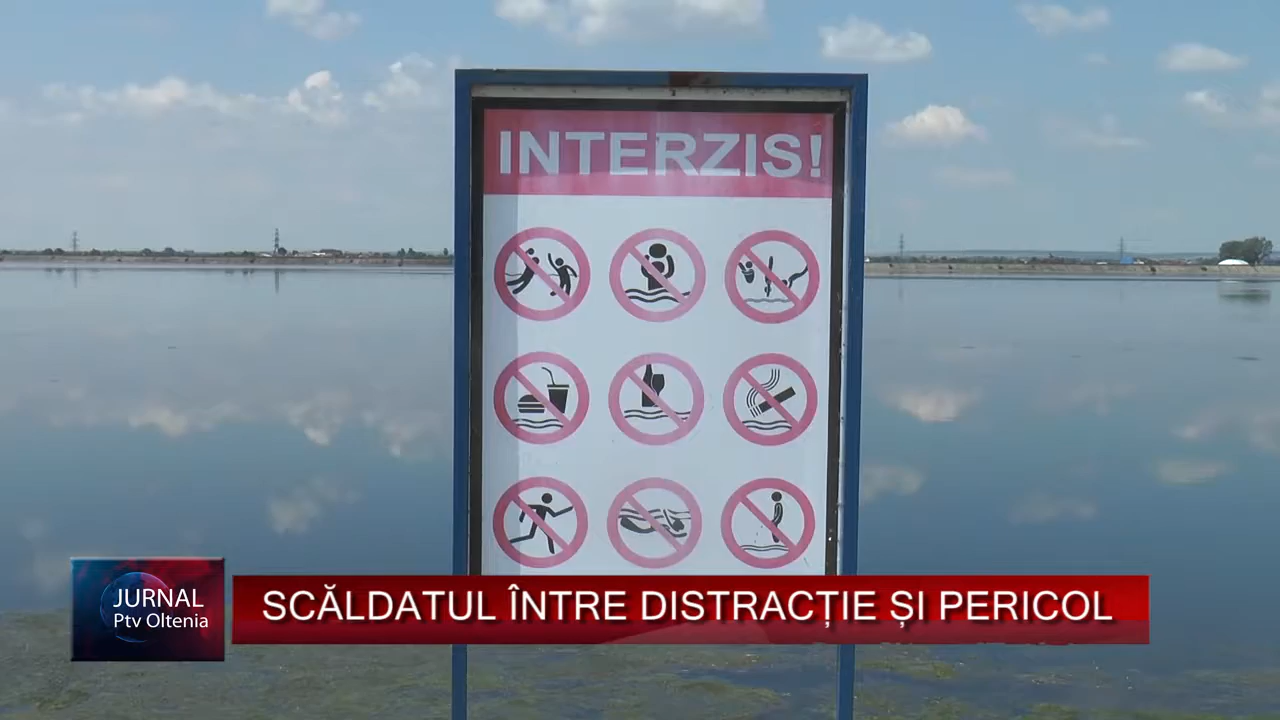 INTERZIS!
JURNAL
Ptv Oltenia
SCĂLDATUL ÎNTRE DISTRACȚIE ȘI PERICOL